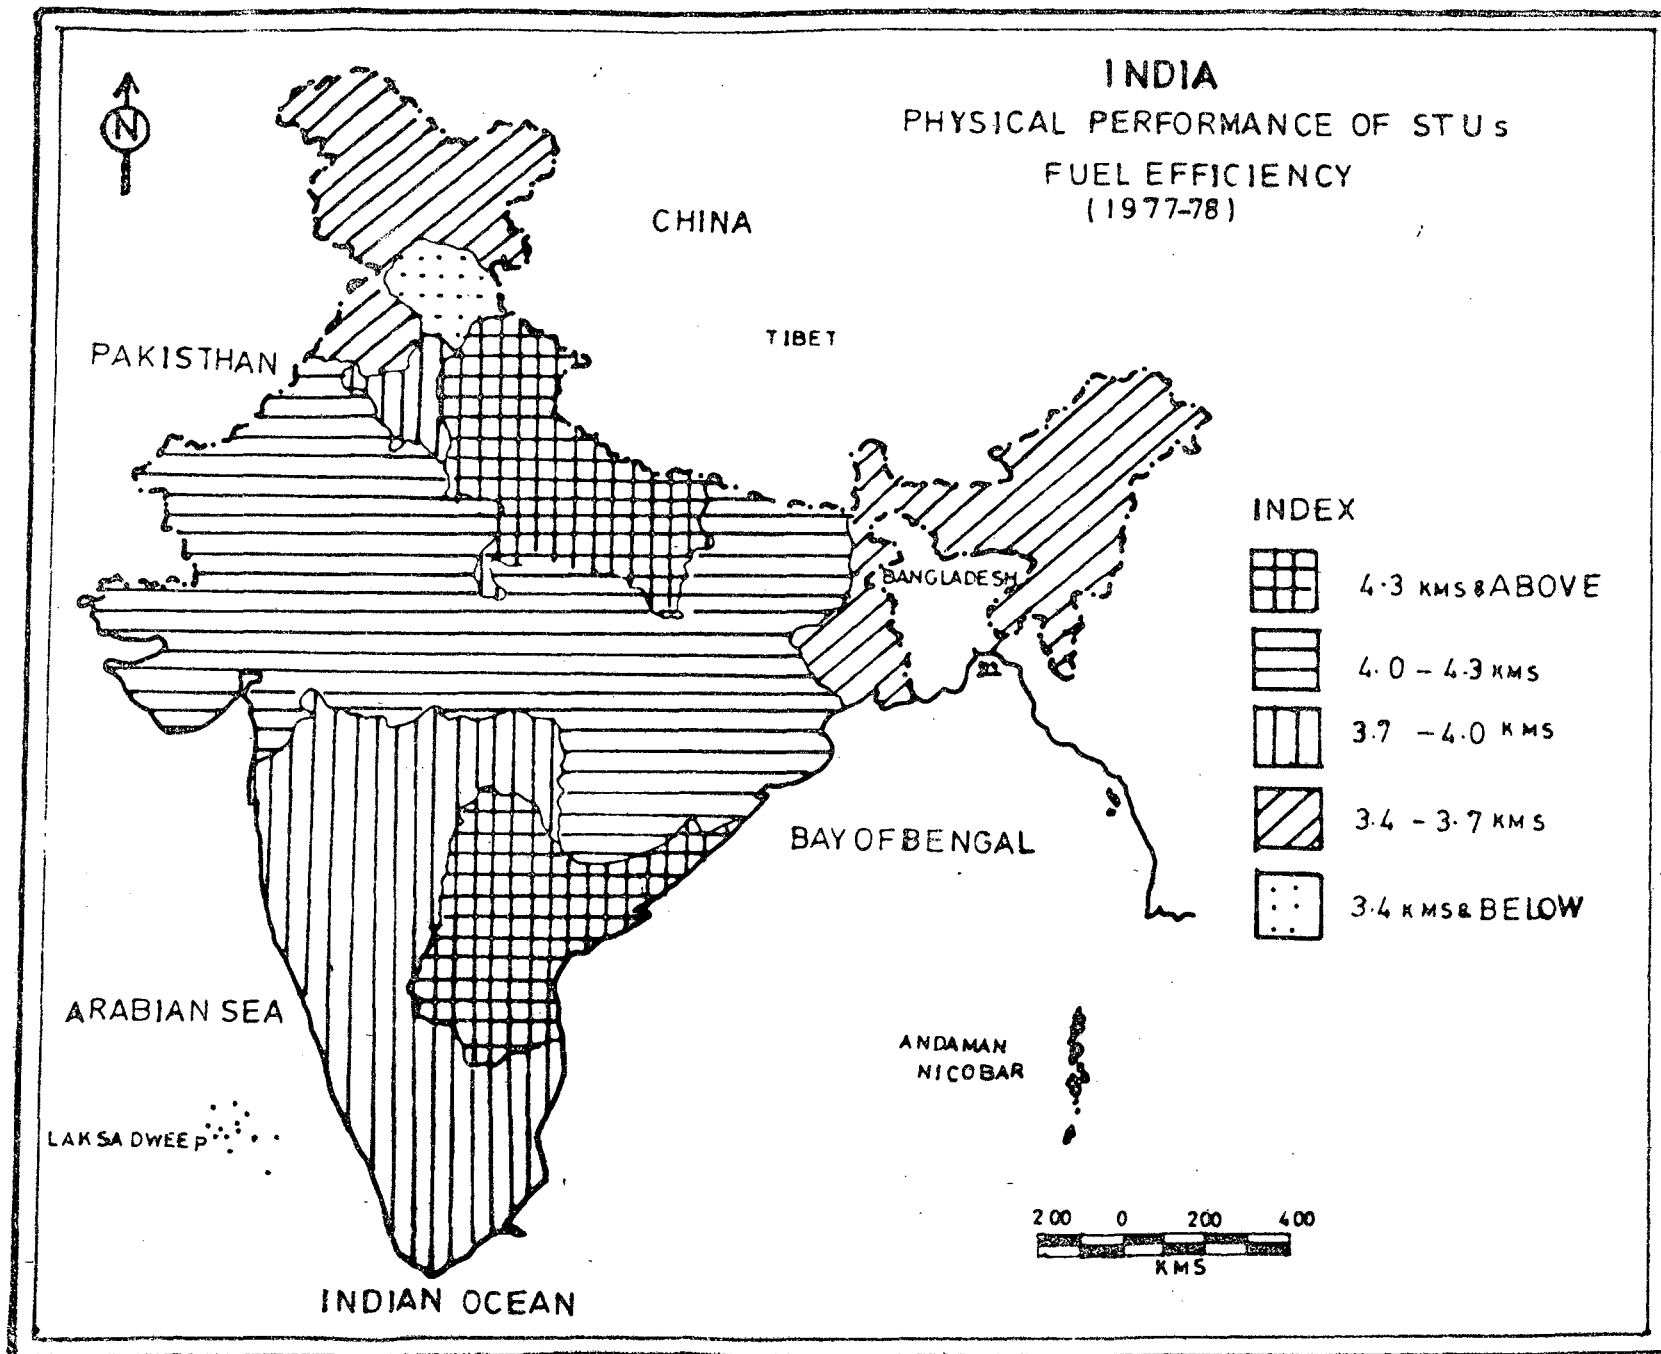 INDIA
PHYSICAL PERFORMANCE OF STUs
FUEL EFFICIENCY
(1977-78)
N
CHINA
TIBET
PAKISTHAN
BANGLADESH
INDEX
4.3 KMS & ABOVE
4.0 - 4.3 KMS
3.7 - 4.0 KMS
3.4 - 3.7 KMS
3.4 KMS & BELOW
BAY OF BENGAL
ARABIAN SEA
ANDAMAN
NICOBAR
LAKSADWEEP
200 0 200 400
KMS
INDIAN OCEAN